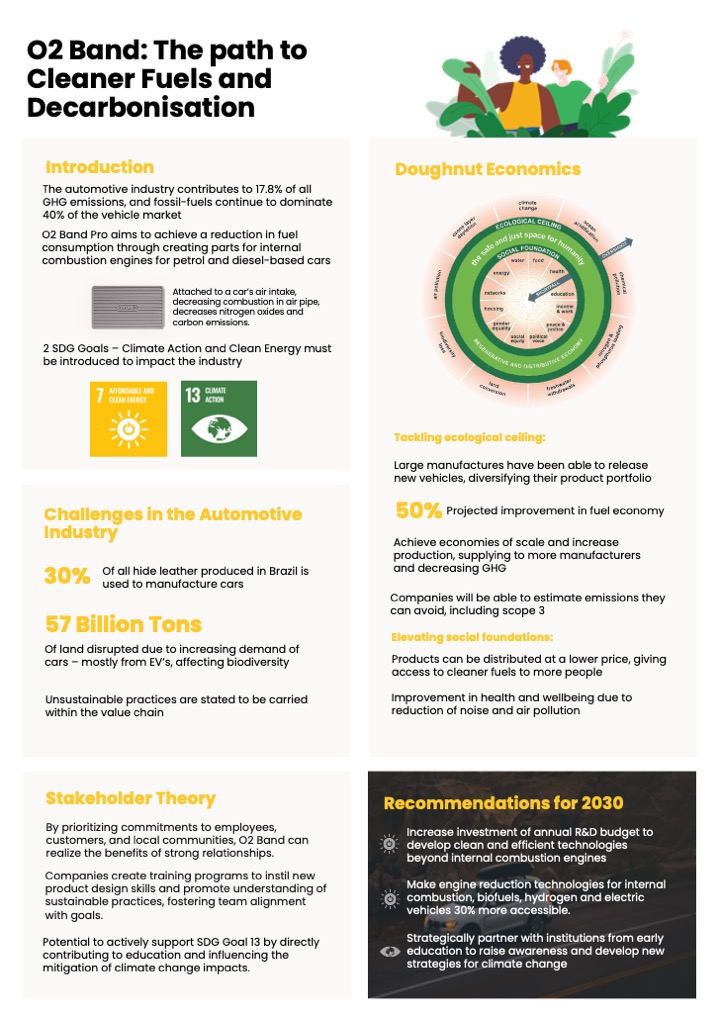 O2 Band: The path to
Cleaner Fuels and
Decarbonisation
Introduction
The automotive industry contributes to 17.8% of all
GHG emissions, and fossil-fuels continue to dominate
40% of the vehicle market
O2 Band Pro aims to achieve a reduction in fuel
consumption through creating parts for internal
combustion engines for petrol and diesel-based cars
Attached to a car's air intake,
decreasing combustion in air pipe,
decreases nitrogen oxides and
carbon emissions.
2 SDG Goals – Climate Action and Clean Energy must
be introduced to impact the industry
7 AFFORDABLE AND
CLEAN ENERGY
13 CLIMATE
ACTION
Challenges in the Automotive
Industry
30% Of all hide leather produced in Brazil is
used to manufacture cars
57 Billion Tons
Of land disrupted due to increasing demand of
cars – mostly from EV's, affecting biodiversity
Unsustainable practices are stated to be carried
within the value chain
Stakeholder Theory
By prioritizing commitments to employees,
customers, and local communities, O2 Band can
realize the benefits of strong relationships.
Companies create training programs to instil new
product design skills and promote understanding of
sustainable practices, fostering team alignment
with goals.
Potential to actively support SDG Goal 13 by directly
contributing to education and influencing the
mitigation of climate change impacts.
Doughnut Economics
climate
change
ozone layer
depletion
ocean
acidification
air pollution
chemical
pollution
biodiversity
loss
nitrogen &
phosphorus loading
land
conversion
freshwater
withdrawals
ECOLOGICAL CEILING
the safe and just space for humanity
SOCIAL FOUNDATION
OVERSHOOT
SHORTFALL
water
food
energy
health
networks
education
housing
income
& work
gender
equality
peace &
justice
social
equity
political
voice
REGENERATIVE AND DISTRIBUTIVE ECONOMY
Tackling ecological ceiling:
Large manufactures have been able to release
new vehicles, diversifying their product portfolio
50% Projected improvement in fuel economy
Achieve economies of scale and increase
production, supplying to more manufacturers
and decreasing GHG
Companies will be able to estimate emissions they
can avoid, including scope 3
Elevating social foundations:
Products can be distributed at a lower price, giving
access to cleaner fuels to more people
Improvement in health and wellbeing due to
reduction of noise and air pollution
Recommendations for 2030
Increase investment of annual R&D budget to
develop clean and efficient technologies
beyond internal combustion engines
Make engine reduction technologies for internal
combustion, biofuels, hydrogen and electric
vehicles 30% more accessible.
Strategically partner with institutions from early
education to raise awareness and develop new
strategies for climate change